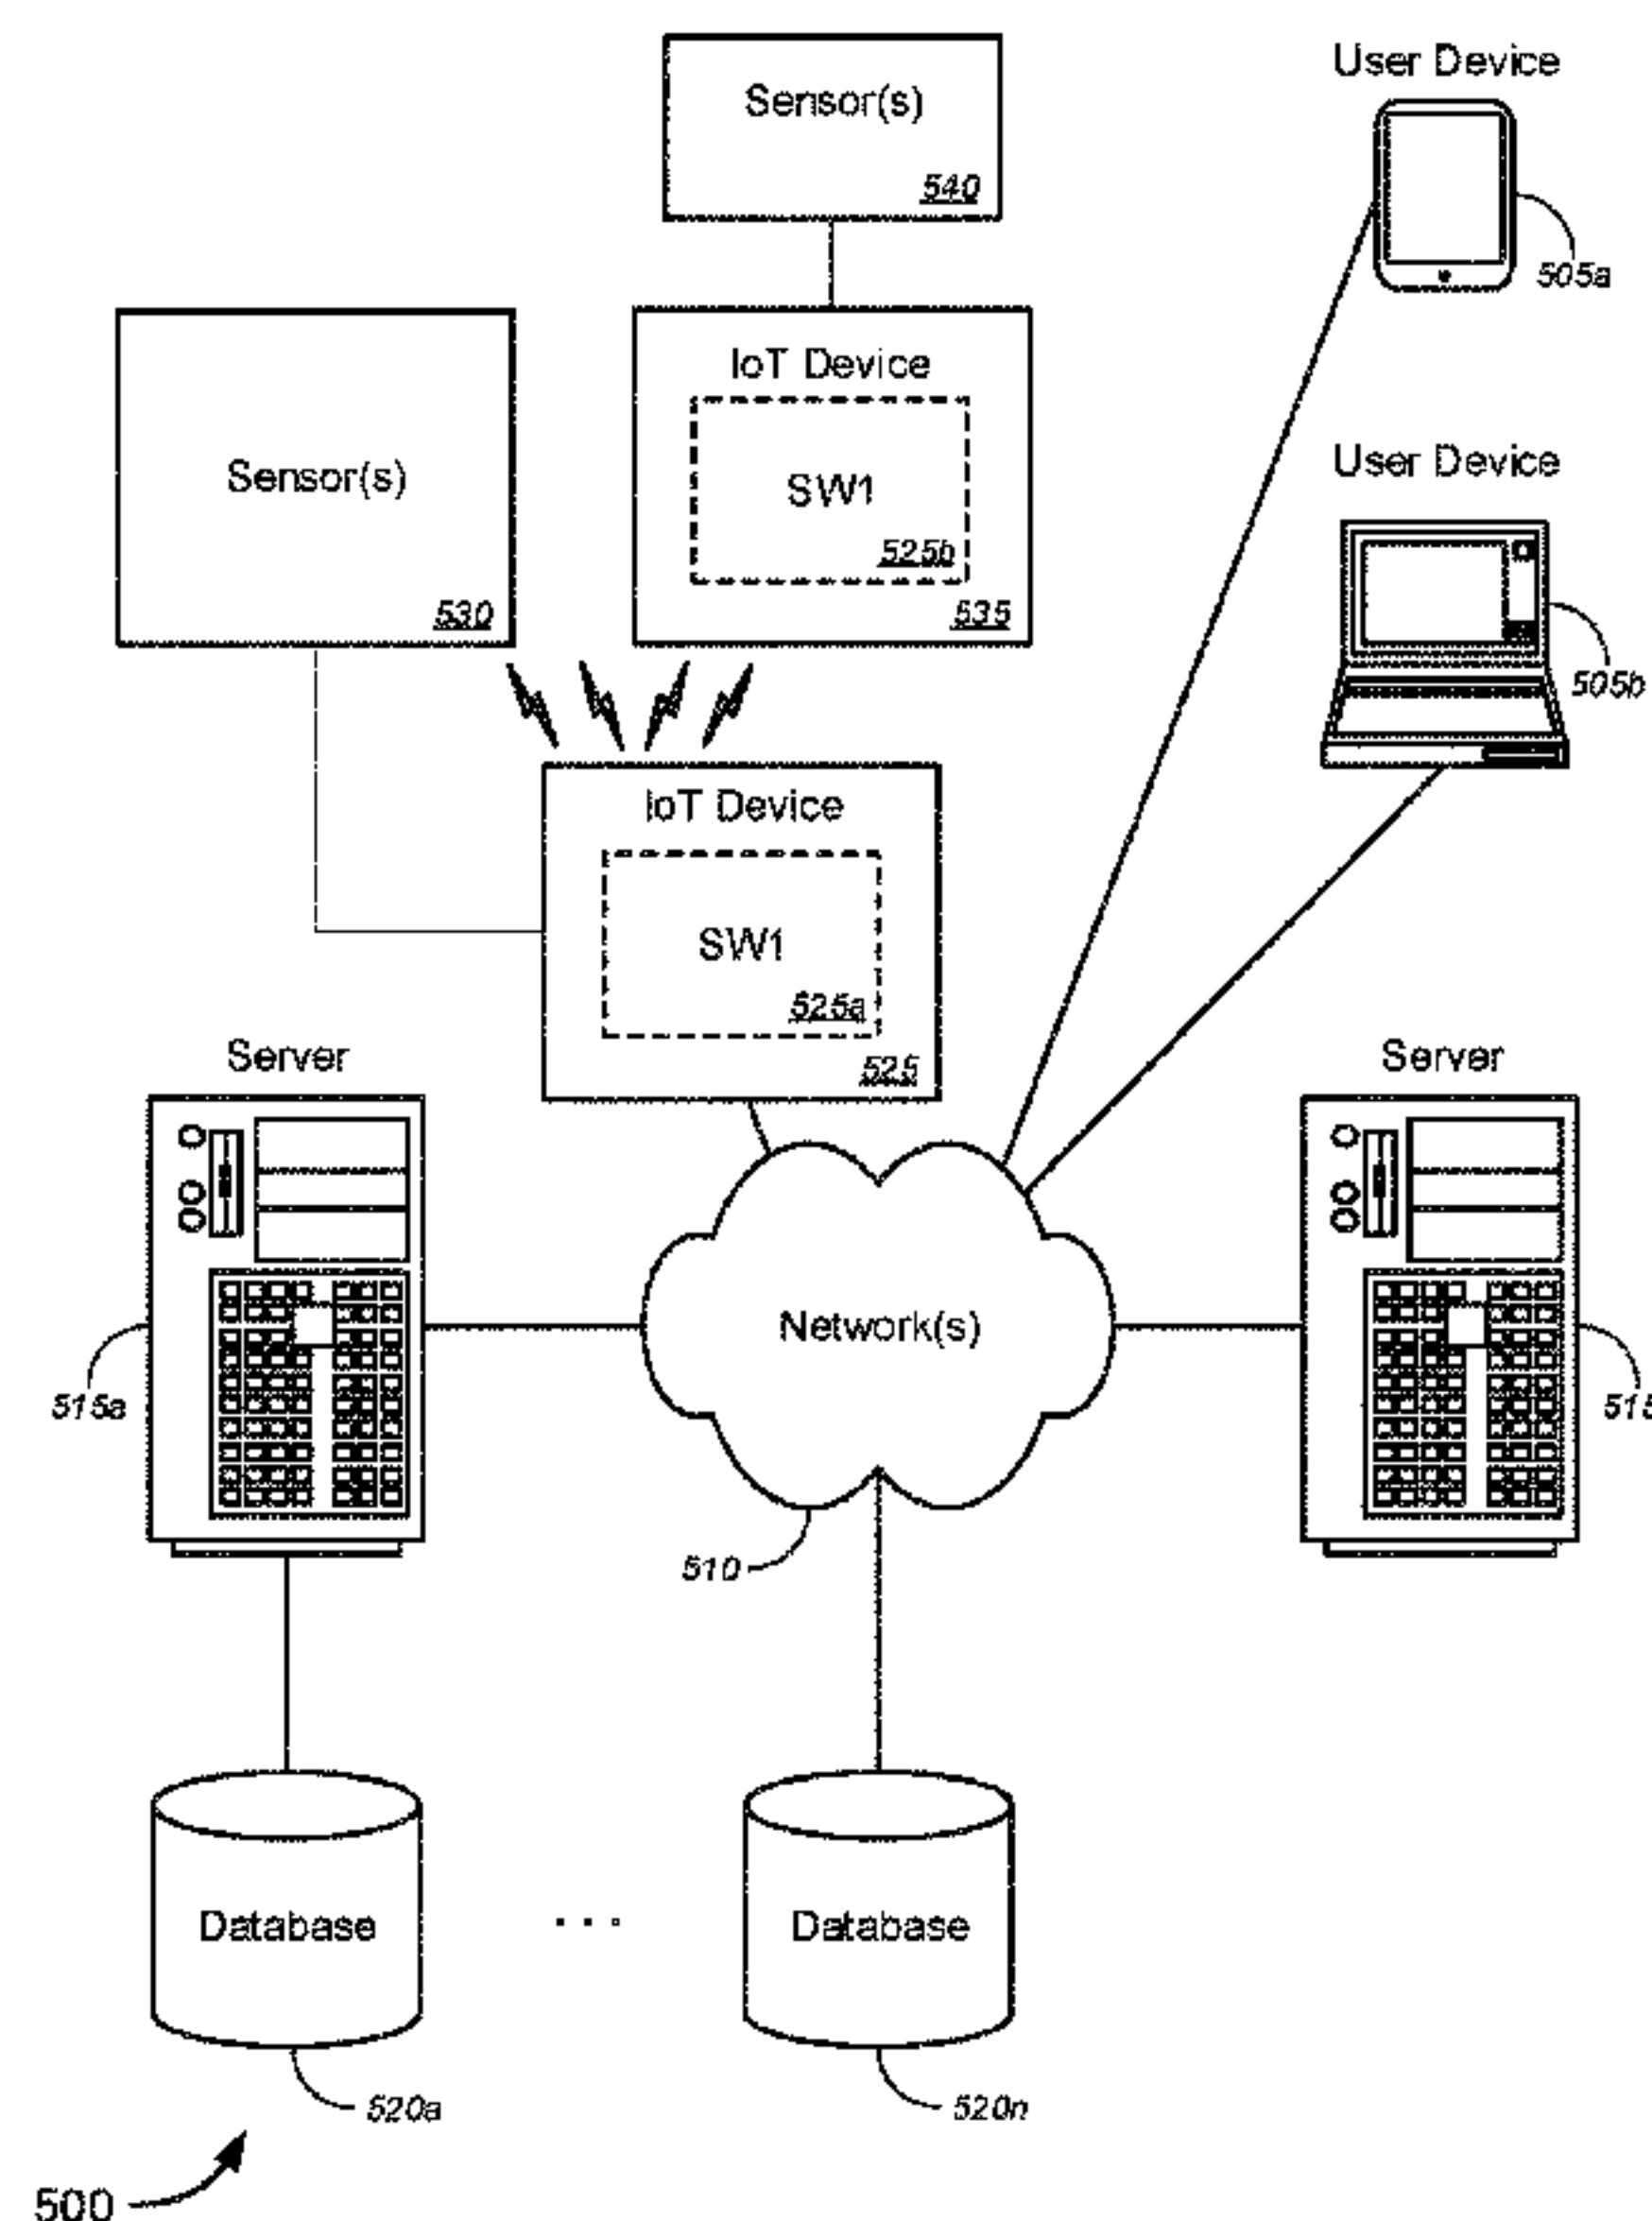 User Device
Sensor(s)
540
505a
IoT Device
SW1
525b
535
Sensor(s)
530
User Device
505b
IoT Device
SW1
525a
525
Server
Server
Network(s)
515a
515
510
Database
. . .
Database
520a
520n
500